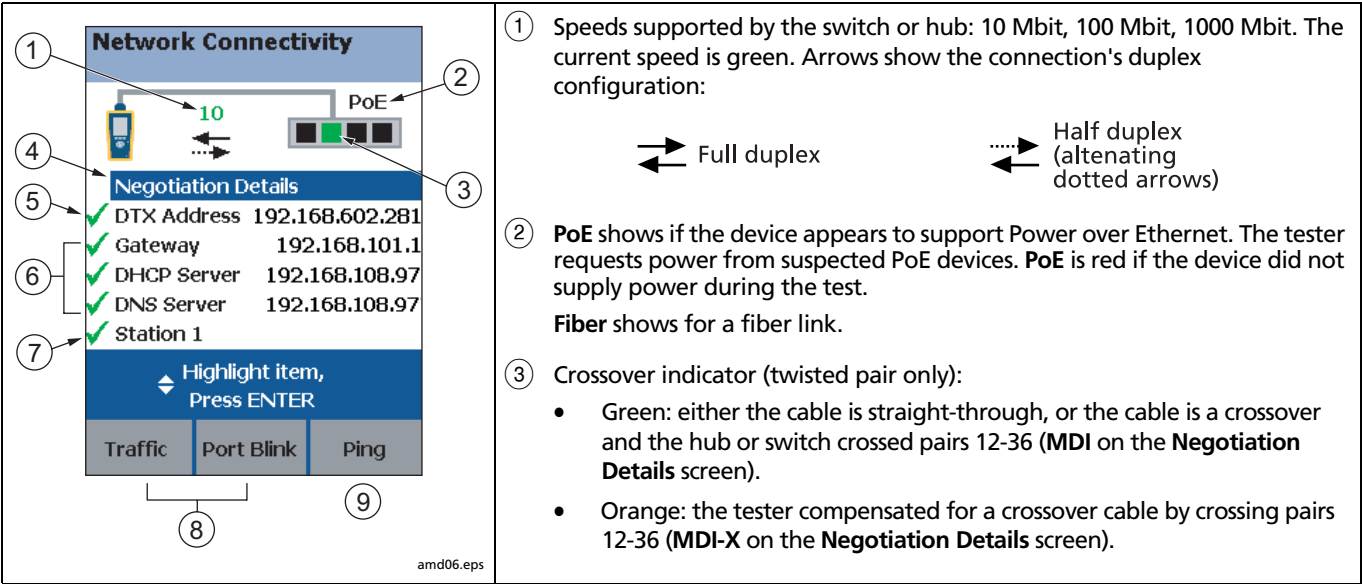 Network Connectivity
10
PoE
Negotiation Details
DTX Address 192.168.602.281
Gateway 192.168.101.1
DHCP Server 192.168.108.97
DNS Server 192.168.108.97
Station 1
Highlight item,
Press ENTER
Traffic Port Blink Ping
1
2
3
4
5
6
7
8
9
amd06.eps
1 Speeds supported by the switch or hub: 10 Mbit, 100 Mbit, 1000 Mbit. The
current speed is green. Arrows show the connection's duplex
configuration:
Full duplex
Half duplex
(altenating
dotted arrows)
2 PoE shows if the device appears to support Power over Ethernet. The tester
requests power from suspected PoE devices. PoE is red if the device did not
supply power during the test.
Fiber shows for a fiber link.
3 Crossover indicator (twisted pair only):
• Green: either the cable is straight-through, or the cable is a crossover
and the hub or switch crossed pairs 12-36 (MDI on the Negotiation
Details screen).
• Orange: the tester compensated for a crossover cable by crossing pairs
12-36 (MDI-X on the Negotiation Details screen).